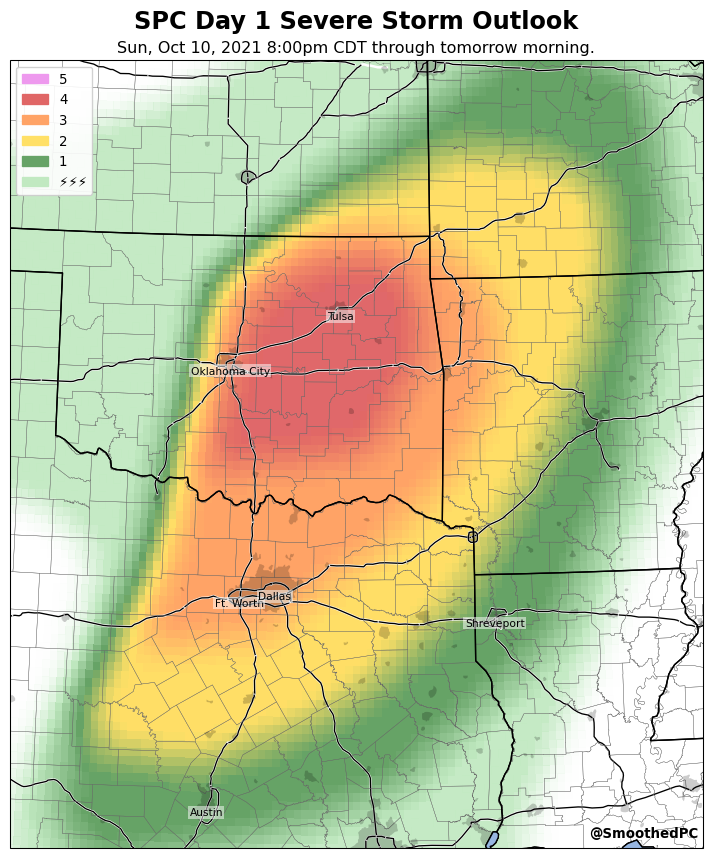 SPC Day 1 Severe Storm Outlook
Sun, Oct 10, 2021 8:00pm CDT through tomorrow morning.
5
4
3
2
1
⚡⚡⚡
Tulsa
Oklahoma City
Dallas
Ft. Worth
Shreveport
Austin
@SmoothedPC